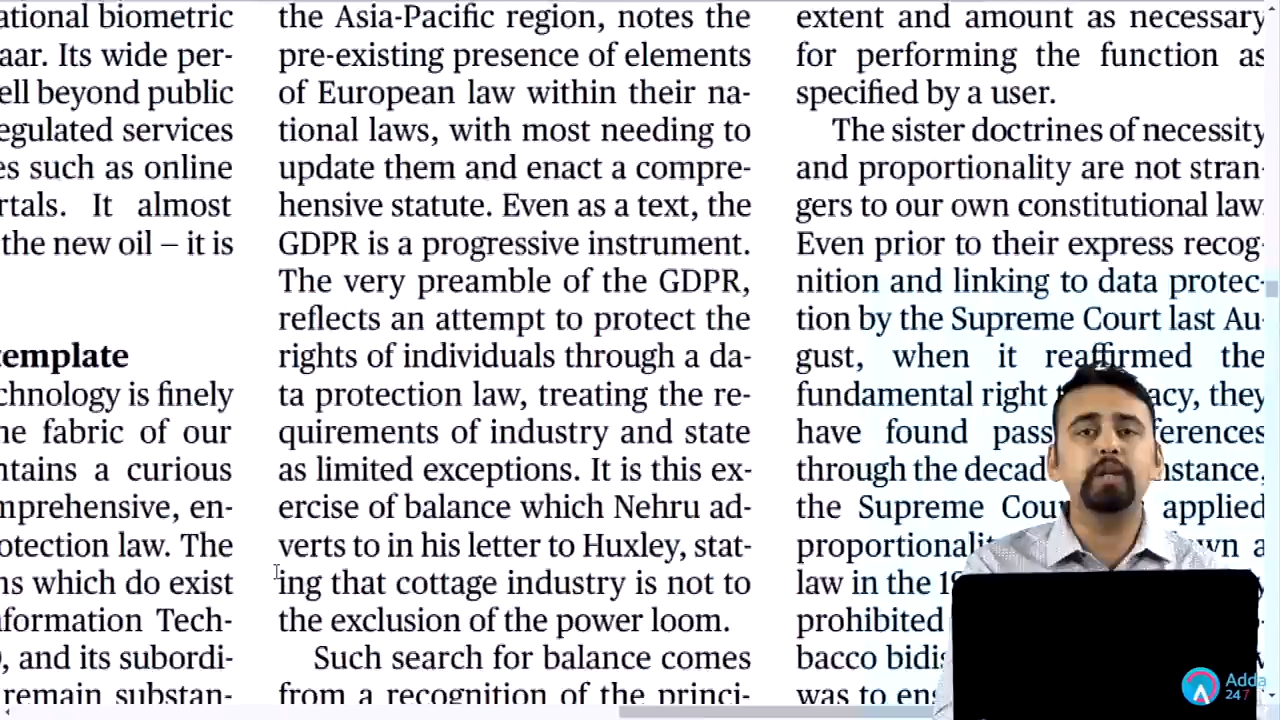 ational biometric
aar. Its wide per-
ell beyond public
egulated services
es such as online
rtals. It almost
the new oil – it is
template
chnology is finely
he fabric of our
ntains a curious
mprehensive, en-
otection law. The
ns which do exist
nformation Tech-
), and its subordi-
remain substan-
the Asia-Pacific region, notes the
pre-existing presence of elements
of European law within their na-
tional laws, with most needing to
update them and enact a compre-
hensive statute. Even as a text, the
GDPR is a progressive instrument.
The very preamble of the GDPR,
reflects an attempt to protect the
rights of individuals through a da-
ta protection law, treating the re-
quirements of industry and state
as limited exceptions. It is this ex-
ercise of balance which Nehru ad-
verts to in his letter to Huxley, stat-
ing that cottage industry is not to
the exclusion of the power loom.
Such search for balance comes
from a recognition of the princi-
extent and amount as necessary
for performing the function as
specified by a user.
The sister doctrines of necessity
and proportionality are not stran-
gers to our own constitutional law.
Even prior to their express recog-
nition and linking to data protec-
tion by the Supreme Court last Au-
gust, when it reaffirmed the
fundamental right acy, they
have found pass erences
through the decad nstance,
the Supreme Cou applied
proportionalit wn a
law in the 19
prohibited
bacco bidis
was to ens
Adda
247